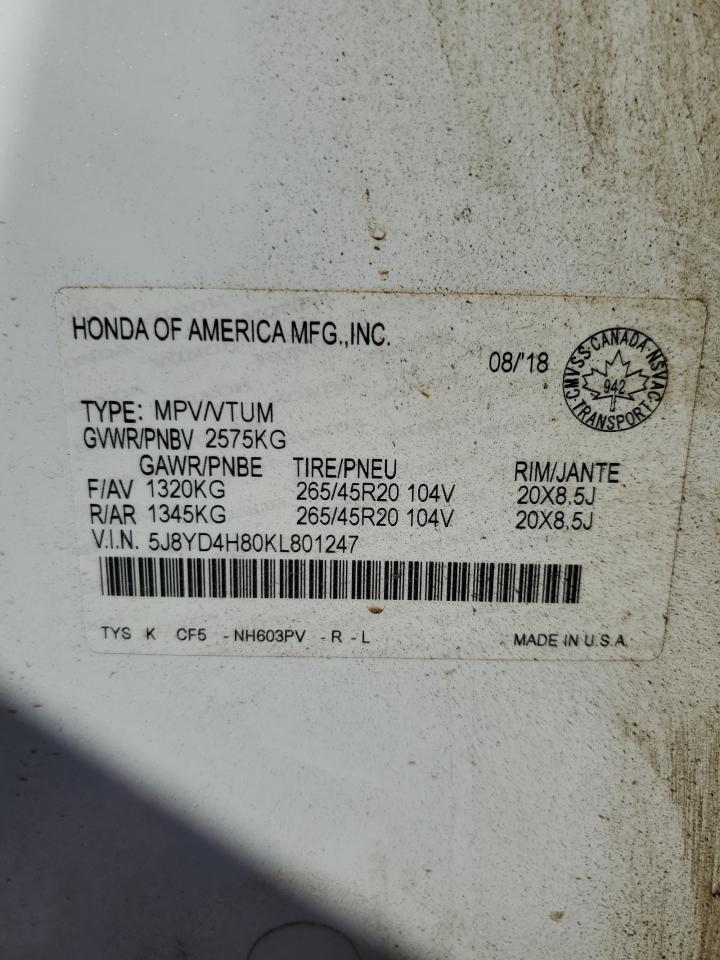 HONDA OF AMERICA MFG.,INC.
08/'18
CMVSS·CANADA·NSVAC
942
·TRANSPORT·
TYPE: MPV/VTUM
GVWR/PNBV 2575KG
GAWR/PNBE TIRE/PNEU RIM/JANTE
F/AV 1320KG 265/45R20 104V 20X8.5J
R/AR 1345KG 265/45R20 104V 20X8.5J
V.I.N. 5J8YD4H80KL801247
TYS K CF5 -NH603PV -R -L MADE IN U.S.A.